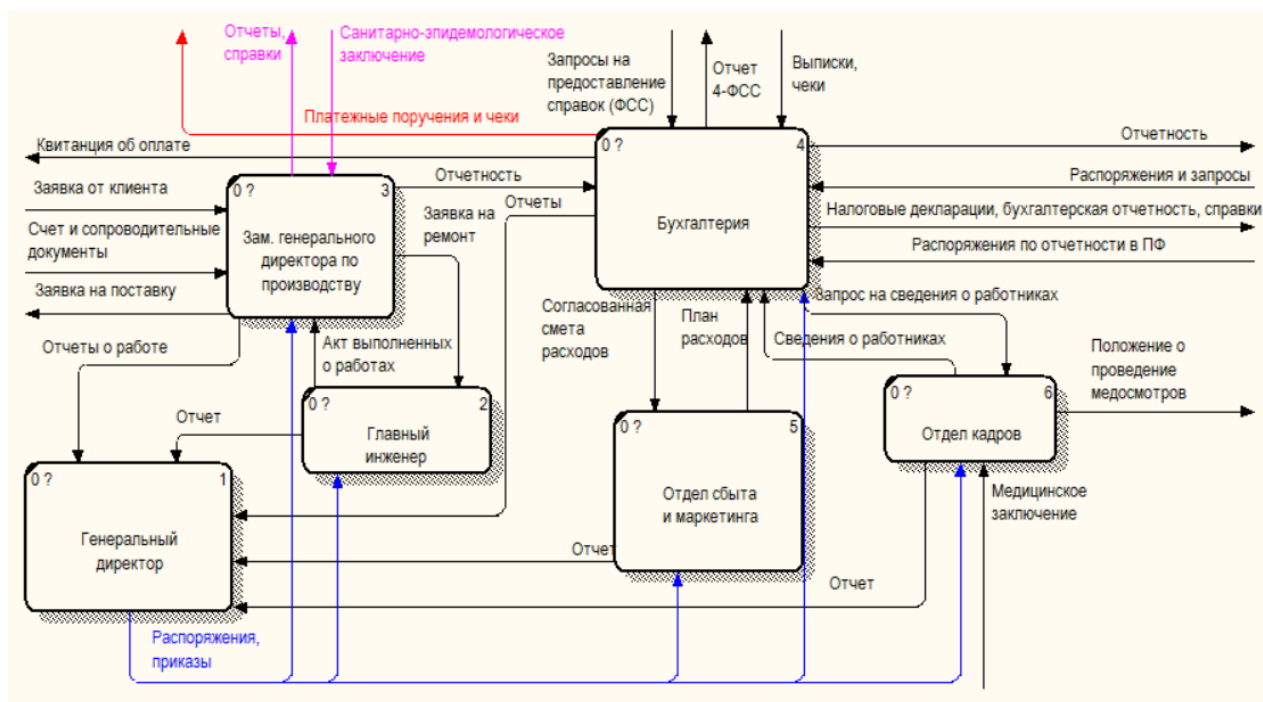 Отчеты,
справки
Санитарно-эпидемологическое
заключение
Запросы на
предоставление
справок (ФСС)
Отчет
4-ФСС
Выписки,
чеки
Платежные поручения и чеки
Квитанция об оплате
Отчетность
Заявка от клиента
Отчетность
Распоряжения и запросы
0 ?
3
0 ?
4
Счет и сопроводительные
документы
Зам. генерального
директора по
производству
Отчеты
Заявка на
ремонт
Бухгалтерия
Налоговые декларации, бухгалтерская отчетность, справки
Распоряжения по отчетности в ПФ
Заявка на поставку
Отчеты о работе
Акт выполненных
о работах
Согласованная
смета
расходов
План
расходов
Запрос на сведения о работниках
Сведения о работниках
Положение о
проведение
медосмотров
0 ?
2
Главный
инженер
Отчет
0 ?
6
Отдел кадров
0 ?
5
Отдел сбыта
и маркетинга
0 ?
1
Генеральный
директор
Медицинское
заключение
Отчет
Отчет
Распоряжения,
приказы